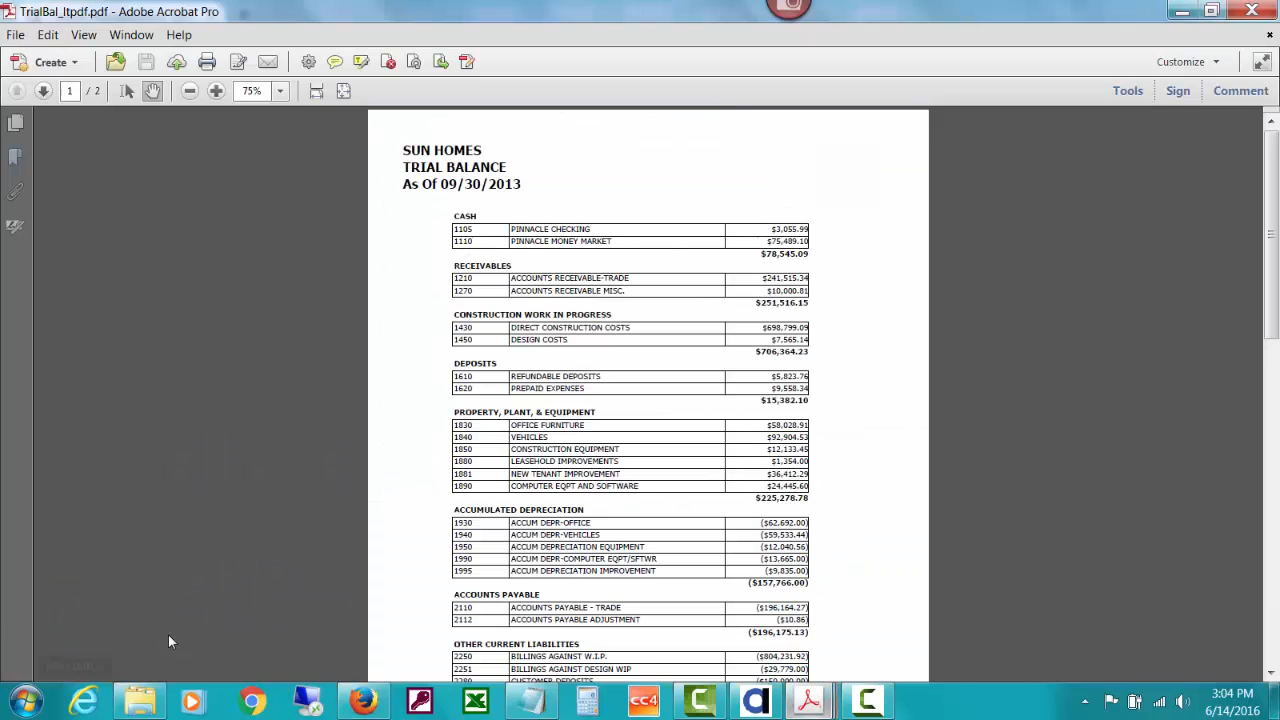 TrialBal_Itpdf.pdf - Adobe Acrobat Pro
File Edit View Window Help
Create Customize
1 / 2 75% Tools Sign Comment
SUN HOMES
TRIAL BALANCE
As Of 09/30/2013
CASH
1105 PINNACLE CHECKING $3,055.99
1110 PINNACLE MONEY MARKET $75,489.10
$78,545.09
RECEIVABLES
1210 ACCOUNTS RECEIVABLE-TRADE $241,515.34
1270 ACCOUNTS RECEIVABLE MISC. $10,000.81
$251,516.15
CONSTRUCTION WORK IN PROGRESS
1430 DIRECT CONSTRUCTION COSTS $698,799.09
1450 DESIGN COSTS $7,565.14
$706,364.23
DEPOSITS
1610 REFUNDABLE DEPOSITS $5,823.76
1620 PREPAID EXPENSES $9,558.34
$15,382.10
PROPERTY, PLANT, & EQUIPMENT
1830 OFFICE FURNITURE $58,028.91
1840 VEHICLES $92,904.53
1850 CONSTRUCTION EQUIPMENT $12,133.45
1880 LEASEHOLD IMPROVEMENTS $1,354.00
1881 NEW TENANT IMPROVEMENT $36,412.29
1890 COMPUTER EQPT AND SOFTWARE $24,445.60
$225,278.78
ACCUMULATED DEPRECIATION
1930 ACCUM DEPR-OFFICE ($62,692.00)
1940 ACCUM DEPR-VEHICLES ($59,533.44)
1950 ACCUM DEPRECIATION EQUIPMENT ($12,040.56)
1990 ACCUM DEPR-COMPUTER EQPT/SFTWR ($13,665.00)
1995 ACCUM DEPRECIATION IMPROVEMENT ($9,835.00)
($157,766.00)
ACCOUNTS PAYABLE
2110 ACCOUNTS PAYABLE - TRADE ($196,164.27)
2112 ACCOUNTS PAYABLE ADJUSTMENT ($10.86)
($196,175.13)
OTHER CURRENT LIABILITIES
2250 BILLINGS AGAINST W.I.P. ($804,231.92)
2251 BILLINGS AGAINST DESIGN WIP ($29,779.00)
2280 CUSTOMER DEPOSITS
CC4
3:04 PM
6/14/2016